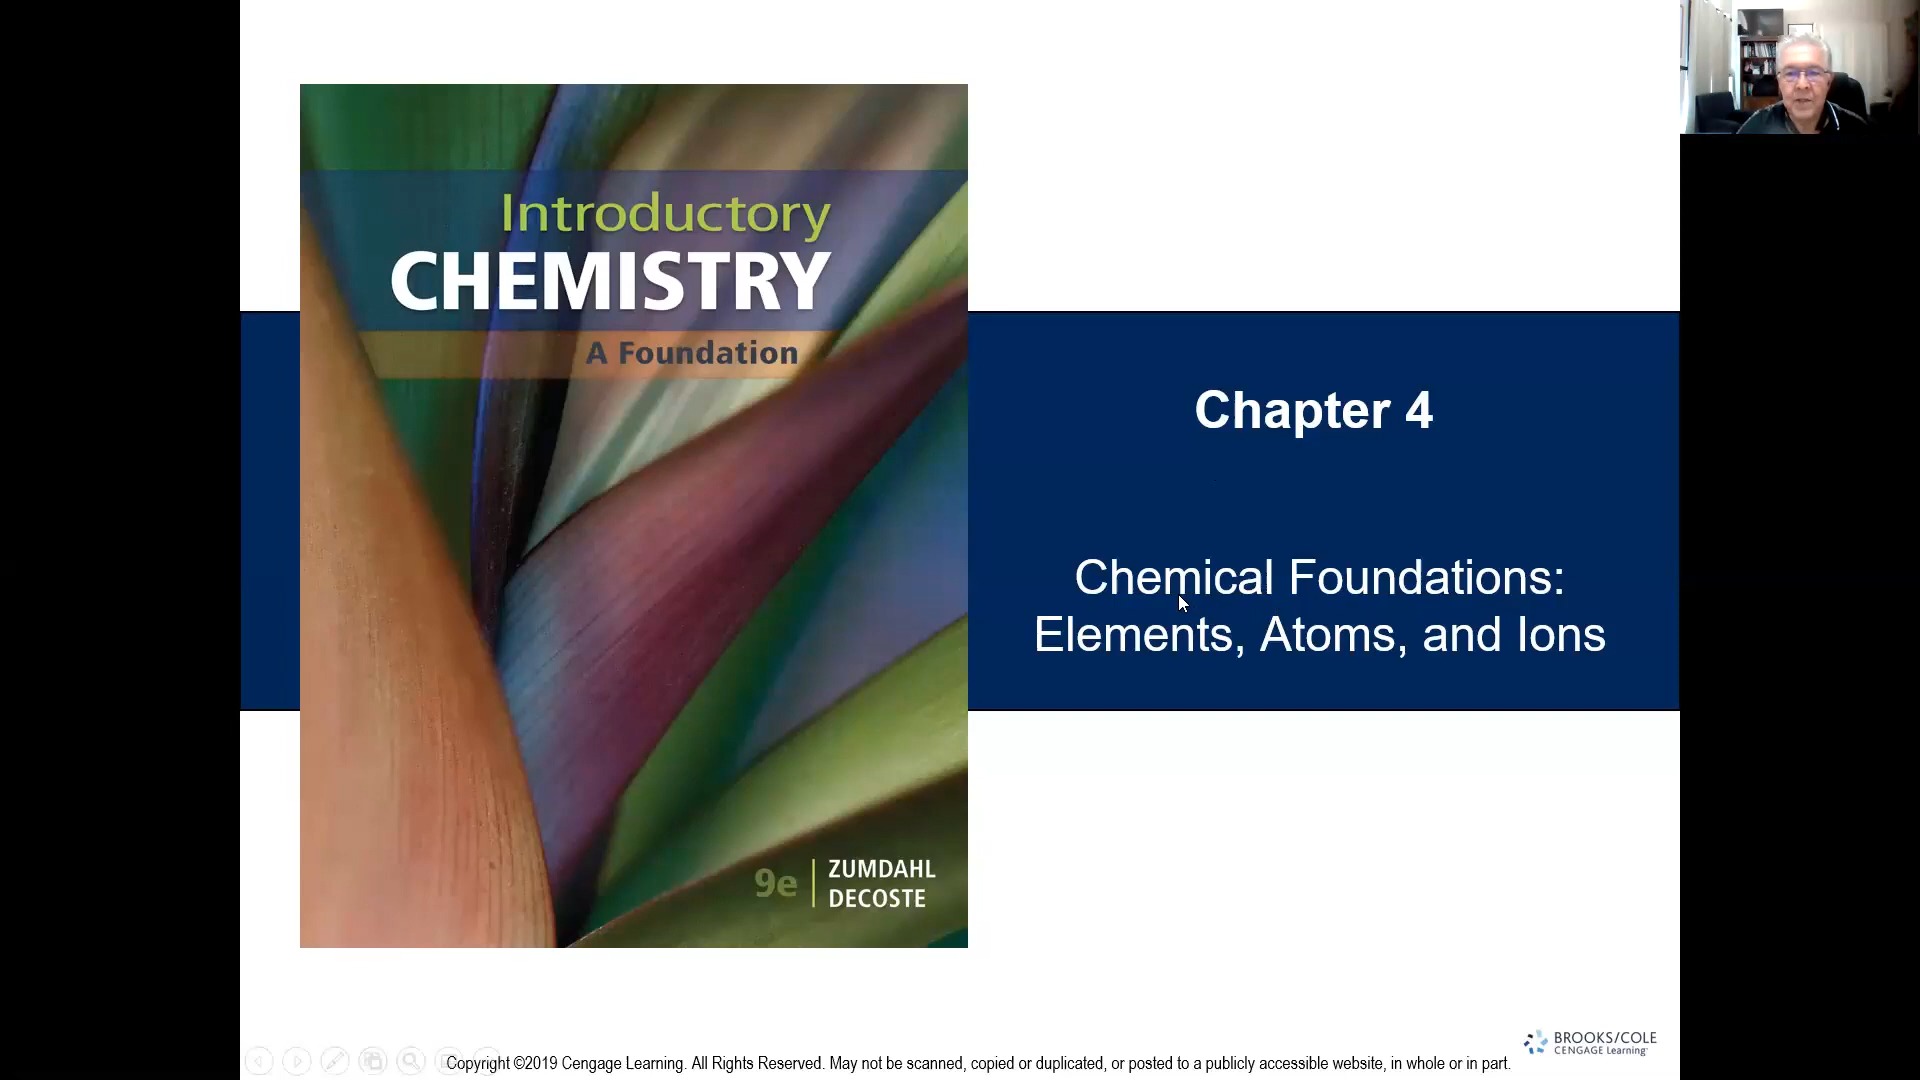 Introductory
CHEMISTRY
A Foundation
9e
ZUMDAHL
DECOSTE
Chapter 4
Chemical Foundations:
Elements, Atoms, and Ions
BROOKS/COLE
CENGAGE Learning™
Copyright ©2019 Cengage Learning. All Rights Reserved. May not be scanned, copied or duplicated, or posted to a publicly accessible website, in whole or in part.